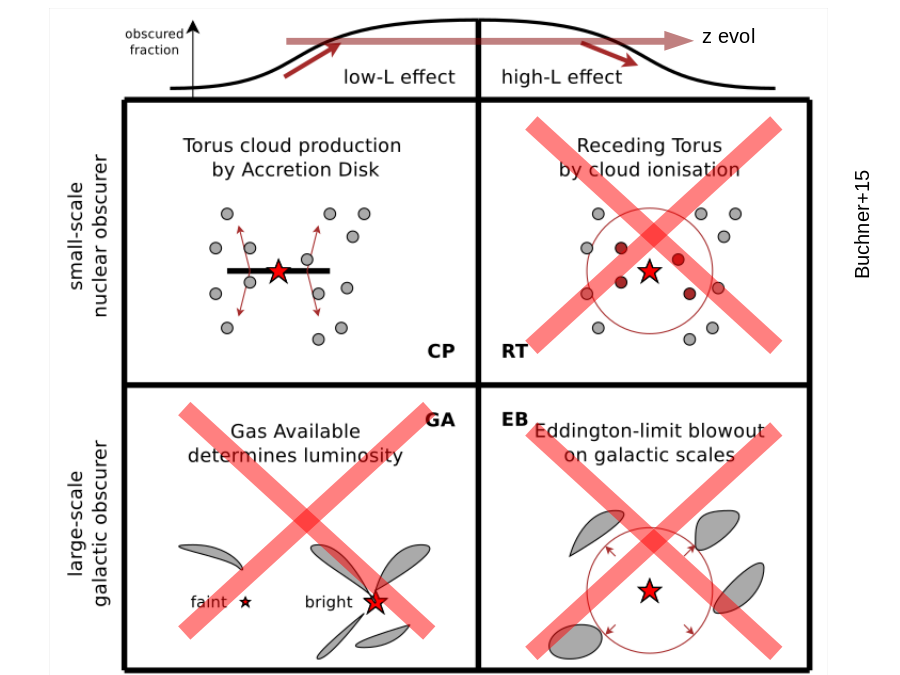 obscured
fraction
z evol
low-L effect
high-L effect
small-scale
nuclear obscurer
Torus cloud production
by Accretion Disk
CP
Receding Torus
by cloud ionisation
RT
Buchner+15
large-scale
galactic obscurer
GA
Gas Available
determines luminosity
faint
bright
EB
Eddington-limit blowout
on galactic scales